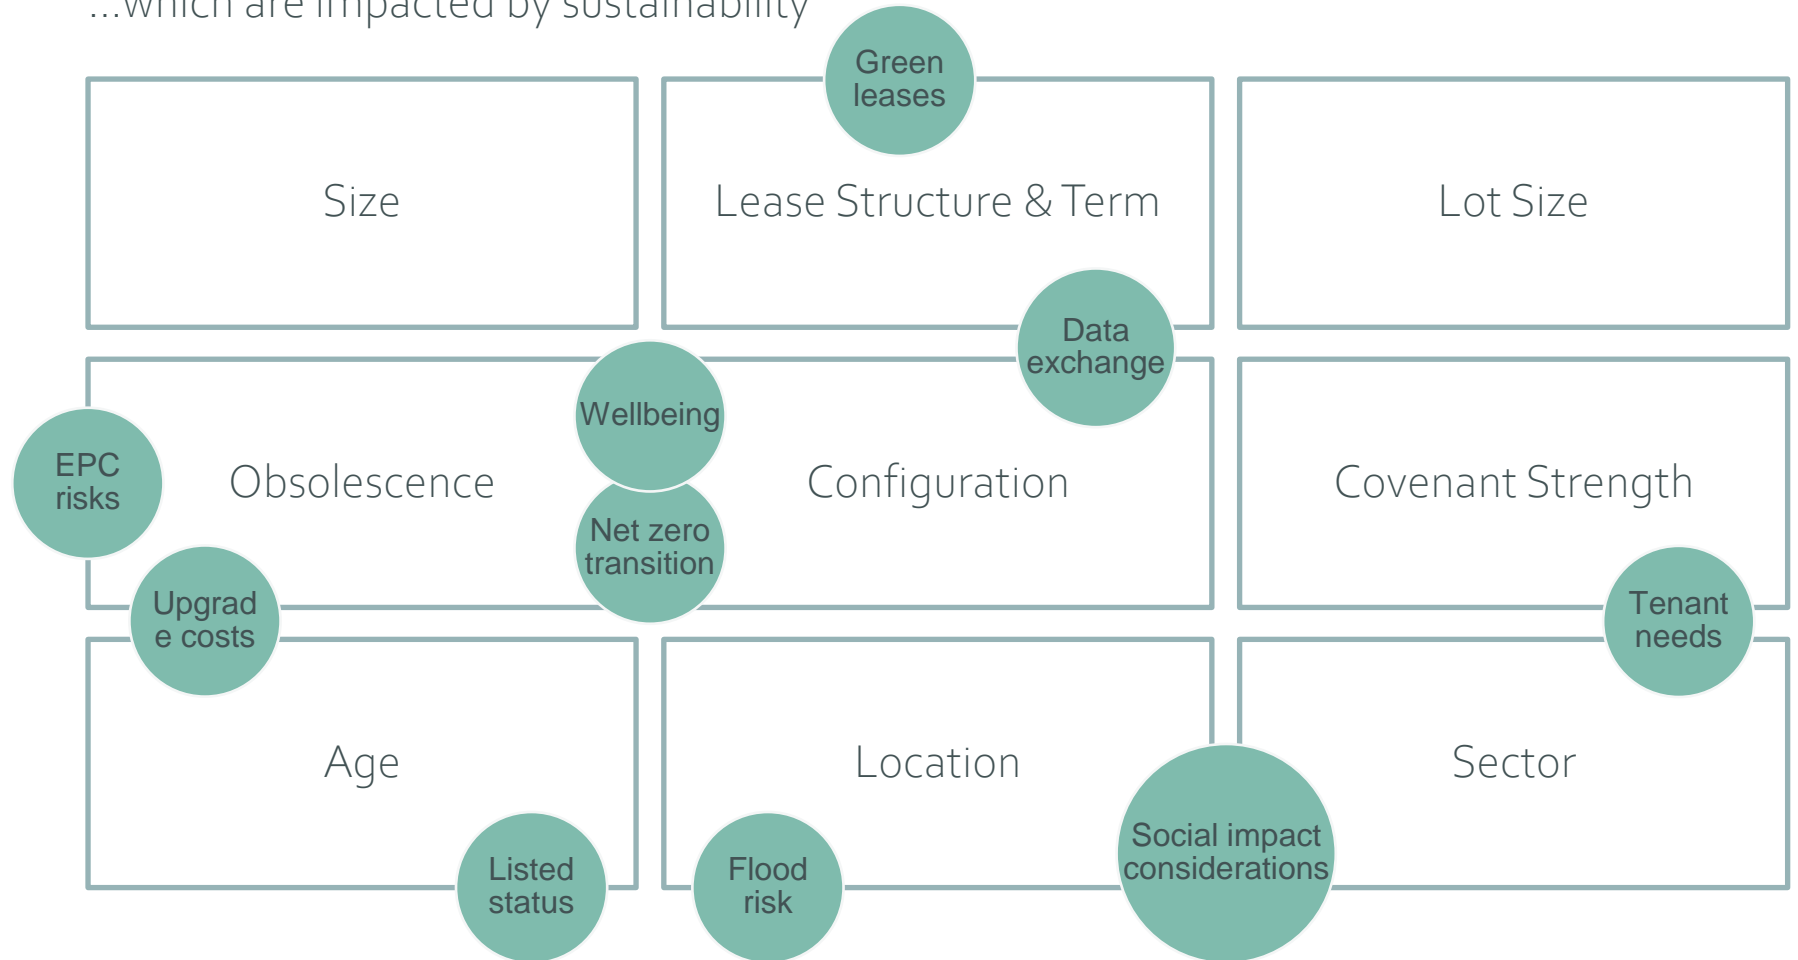 ...which are impacted by sustainability
Green
leases
Size
Lease Structure & Term
Lot Size
Data
exchange
Wellbeing
EPC
risks
Obsolescence
Configuration
Covenant Strength
Net zero
transition
Upgrad
e costs
Tenant
needs
Age
Location
Sector
Social impact
considerations
Listed
status
Flood
risk